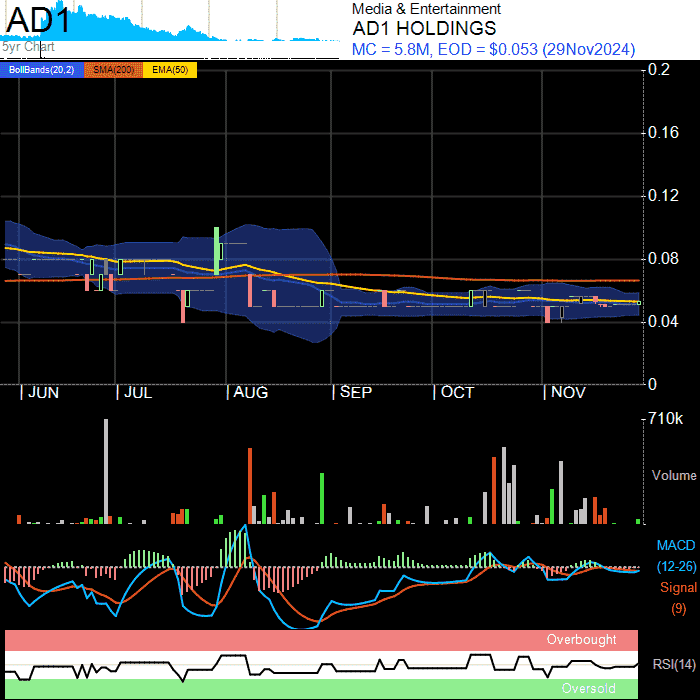 AD1
5yr Chart
Media & Entertainment
AD1 HOLDINGS
MC = 5.8M, EOD = $0.053 (29Nov2024)
BollBands(20,2) SMA(200) EMA(50)
0.2
0.16
0.12
0.08
0.04
0
JUN JUL AUG SEP OCT NOV
710k
Volume
MACD
(12-26)
Signal
(9)
Overbought
RSI(14)
Oversold